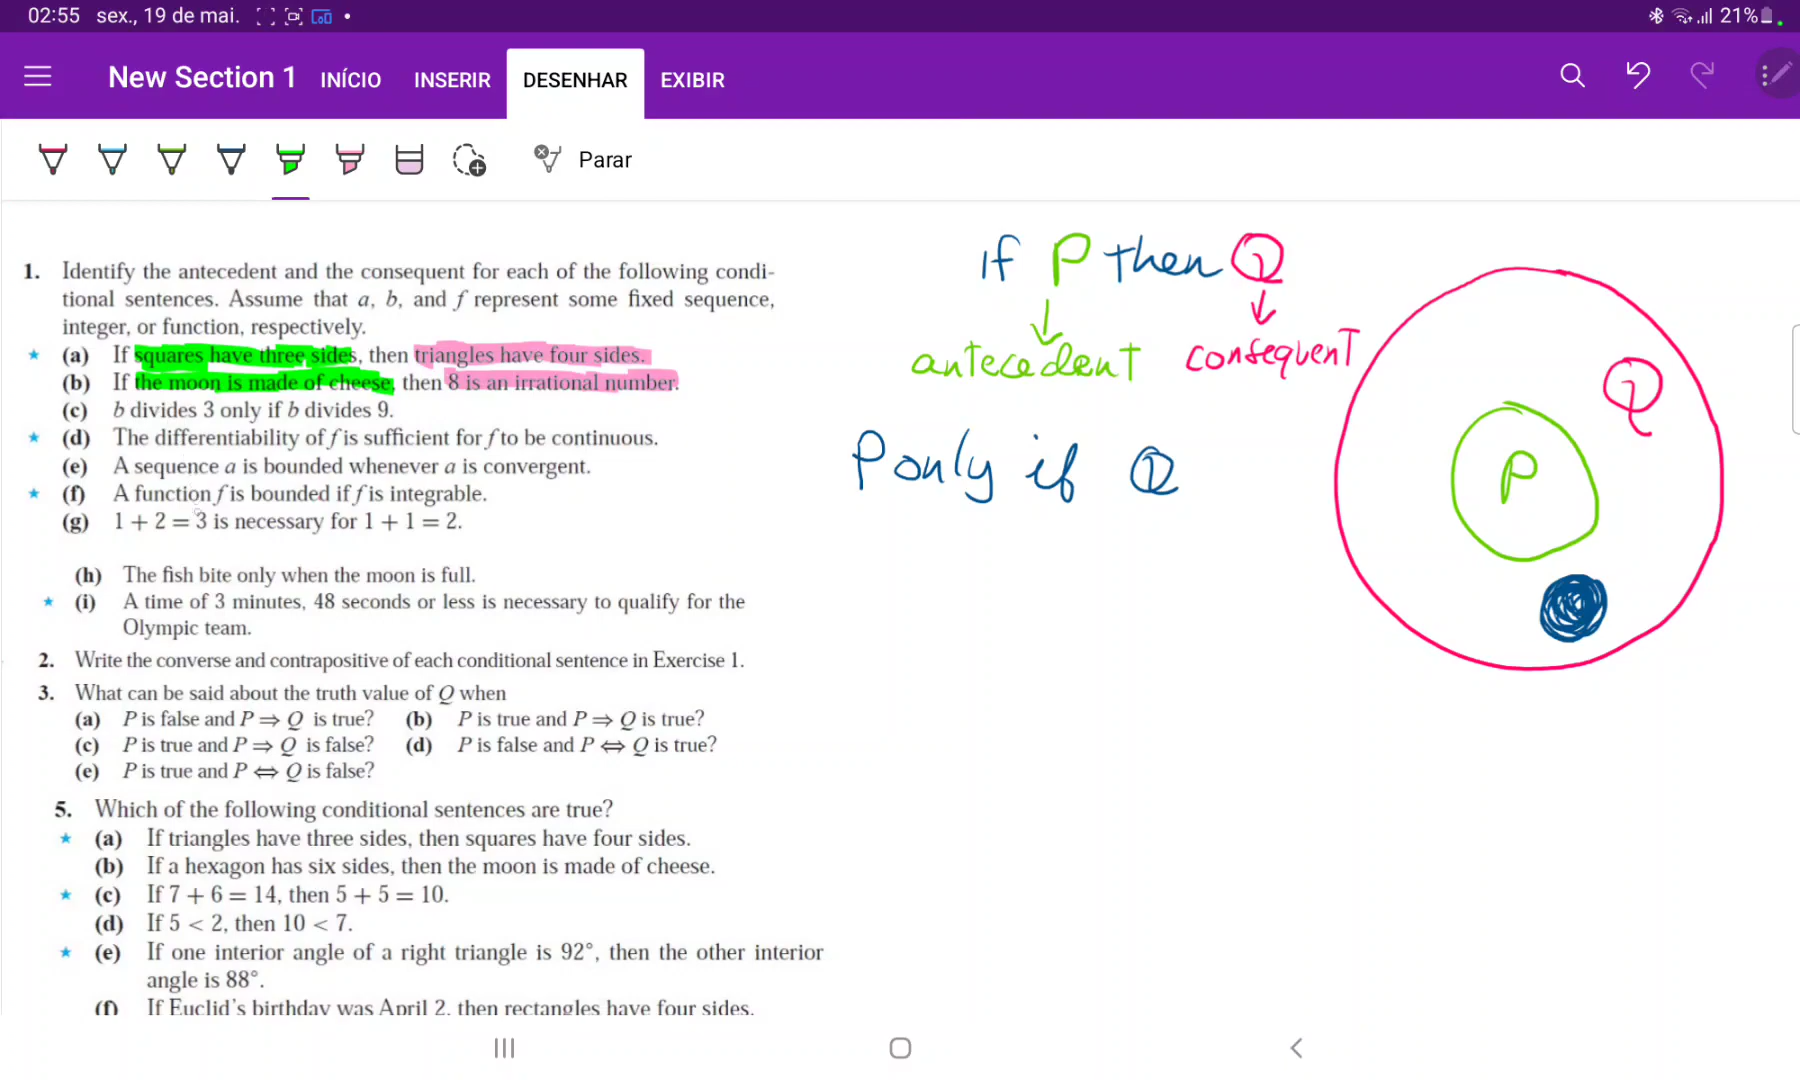 02:55 sex., 19 de mai. 21%
New Section 1 INÍCIO INSERIR DESENHAR EXIBIR
Parar
1. Identify the antecedent and the consequent for each of the following condi-
tional sentences. Assume that a, b, and f represent some fixed sequence,
integer, or function, respectively.
★ (a) If squares have three sides, then triangles have four sides.
(b) If the moon is made of cheese, then 8 is an irrational number.
(c) b divides 3 only if b divides 9.
★ (d) The differentiability of f is sufficient for f to be continuous.
(e) A sequence a is bounded whenever a is convergent.
★ (f) A function f is bounded if f is integrable.
(g) 1 + 2 = 3 is necessary for 1 + 1 = 2.
(h) The fish bite only when the moon is full.
★ (i) A time of 3 minutes, 48 seconds or less is necessary to qualify for the
Olympic team.
2. Write the converse and contrapositive of each conditional sentence in Exercise 1.
3. What can be said about the truth value of Q when
(a) P is false and P ⇒ Q is true? (b) P is true and P ⇒ Q is true?
(c) P is true and P ⇒ Q is false? (d) P is false and P ⇔ Q is true?
(e) P is true and P ⇔ Q is false?
5. Which of the following conditional sentences are true?
★ (a) If triangles have three sides, then squares have four sides.
(b) If a hexagon has six sides, then the moon is made of cheese.
★ (c) If 7 + 6 = 14, then 5 + 5 = 10.
(d) If 5 < 2, then 10 < 7.
★ (e) If one interior angle of a right triangle is 92°, then the other interior
angle is 88°.
(f) If Euclid's birthday was April 2, then rectangles have four sides.
If P then Q
↓ ↓
antecedent consequent
P only if Q
Q
P